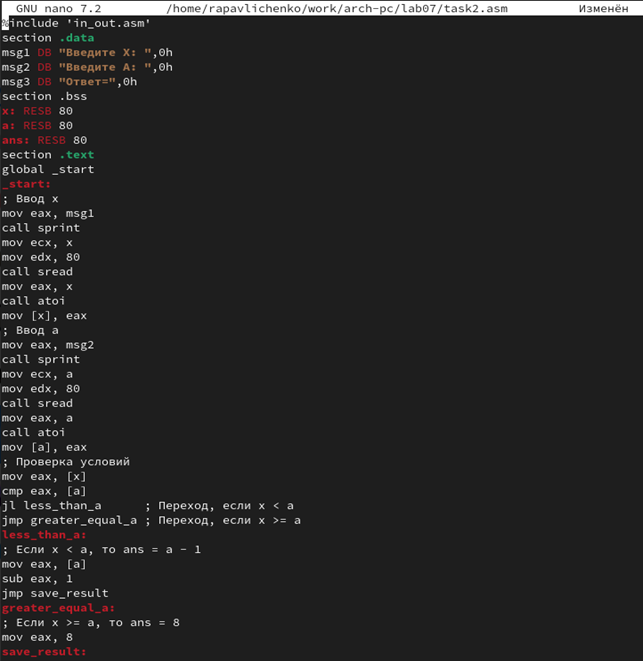 GNU nano 7.2 /home/rapavlichenko/work/arch-pc/lab07/task2.asm Изменён
%include 'in_out.asm'
section .data
msg1 DB "Введите X: ",0h
msg2 DB "Введите A: ",0h
msg3 DB "Ответ=",0h
section .bss
x: RESB 80
a: RESB 80
ans: RESB 80
section .text
global _start
_start:
; Ввод x
mov eax, msg1
call sprint
mov ecx, x
mov edx, 80
call sread
mov eax, x
call atoi
mov [x], eax
; Ввод a
mov eax, msg2
call sprint
mov ecx, a
mov edx, 80
call sread
mov eax, a
call atoi
mov [a], eax
; Проверка условий
mov eax, [x]
cmp eax, [a]
jl less_than_a ; Переход, если x < a
jmp greater_equal_a ; Переход, если x >= a
less_than_a:
; Если x < a, то ans = a - 1
mov eax, [a]
sub eax, 1
jmp save_result
greater_equal_a:
; Если x >= a, то ans = 8
mov eax, 8
save_result: